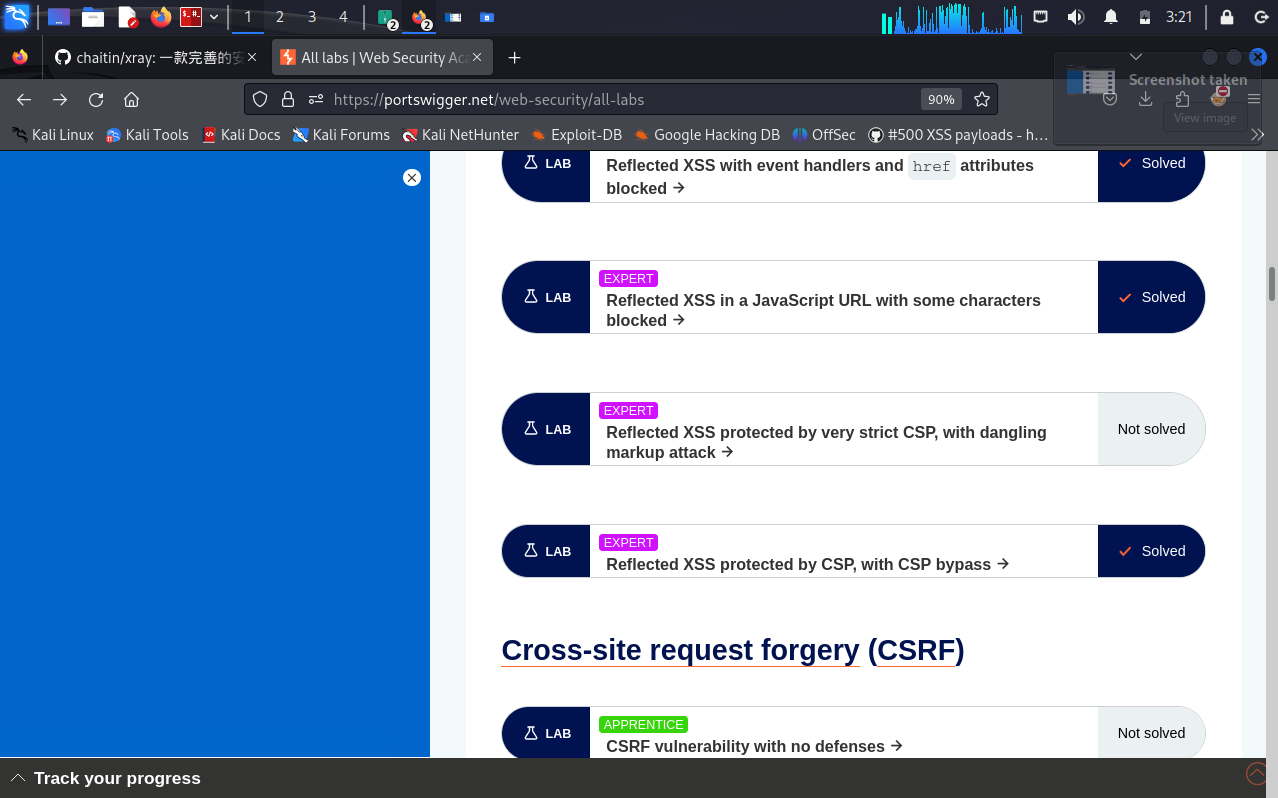 1 2 3 4 2 2 3:21
chaitin/xray: 一款完善的安
All labs | Web Security Aca
Screenshot taken
https://portswigger.net/web-security/all-labs
90%
View image
Kali Linux
Kali Tools
Kali Docs
Kali Forums
Kali NetHunter
Exploit-DB
Google Hacking DB
OffSec
#500 XSS payloads - h…
LAB
Reflected XSS with event handlers and href attributes
blocked
Solved
LAB
EXPERT
Reflected XSS in a JavaScript URL with some characters
blocked
Solved
LAB
EXPERT
Reflected XSS protected by very strict CSP, with dangling
markup attack
Not solved
LAB
EXPERT
Reflected XSS protected by CSP, with CSP bypass
Solved
Cross-site request forgery (CSRF)
LAB
APPRENTICE
CSRF vulnerability with no defenses
Not solved
Track your progress